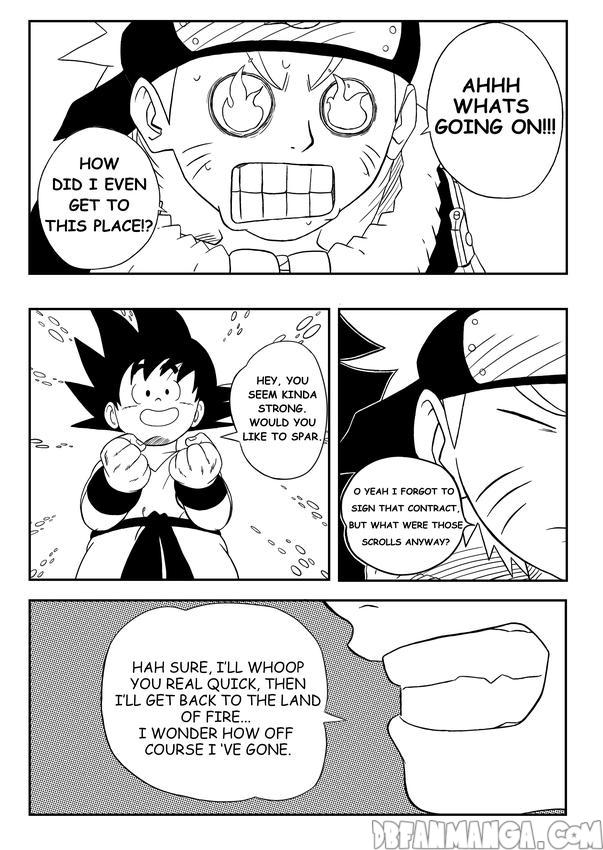 AHHH
WHATS
GOING ON!!!
HOW
DID I EVEN
GET TO
THIS PLACE!?
HEY, YOU
SEEM KINDA
STRONG.
WOULD YOU
LIKE TO SPAR.
O YEAH I FORGOT TO
SIGN THAT CONTRACT,
BUT WHAT WERE THOSE
SCROLLS ANYWAY?
HAH SURE, I'LL WHOOP
YOU REAL QUICK, THEN
I'LL GET BACK TO THE LAND
OF FIRE...
I WONDER HOW OFF
COURSE I 'VE GONE.
DBFANMANGA.COM